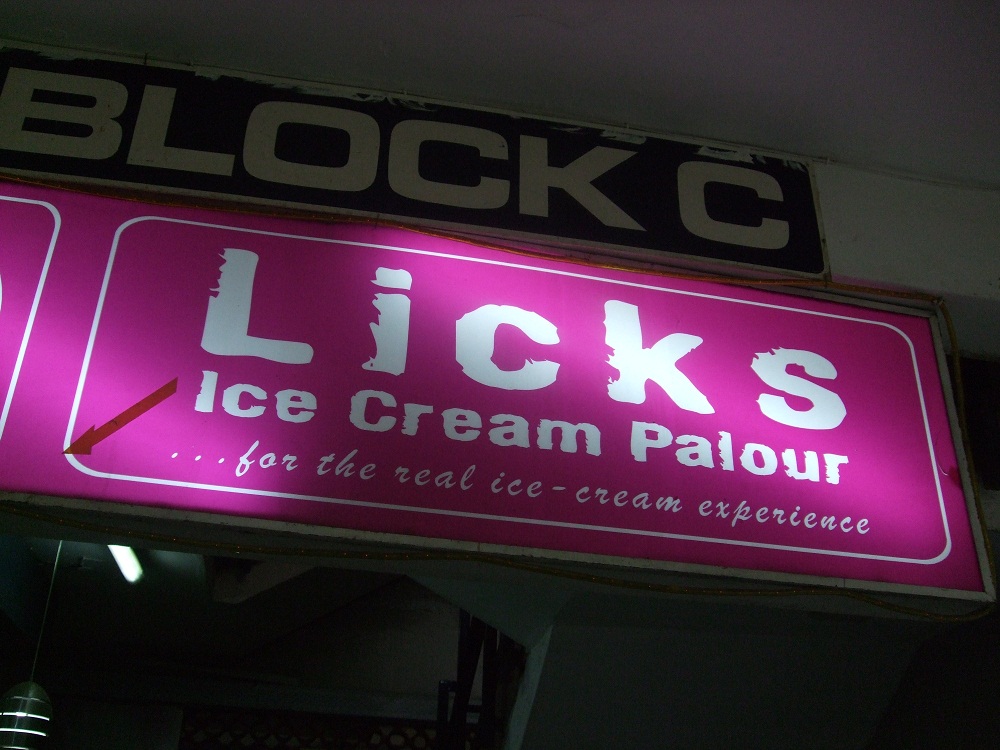 BLOCK C
Licks
Ice Cream Palour
...for the real ice-cream experience